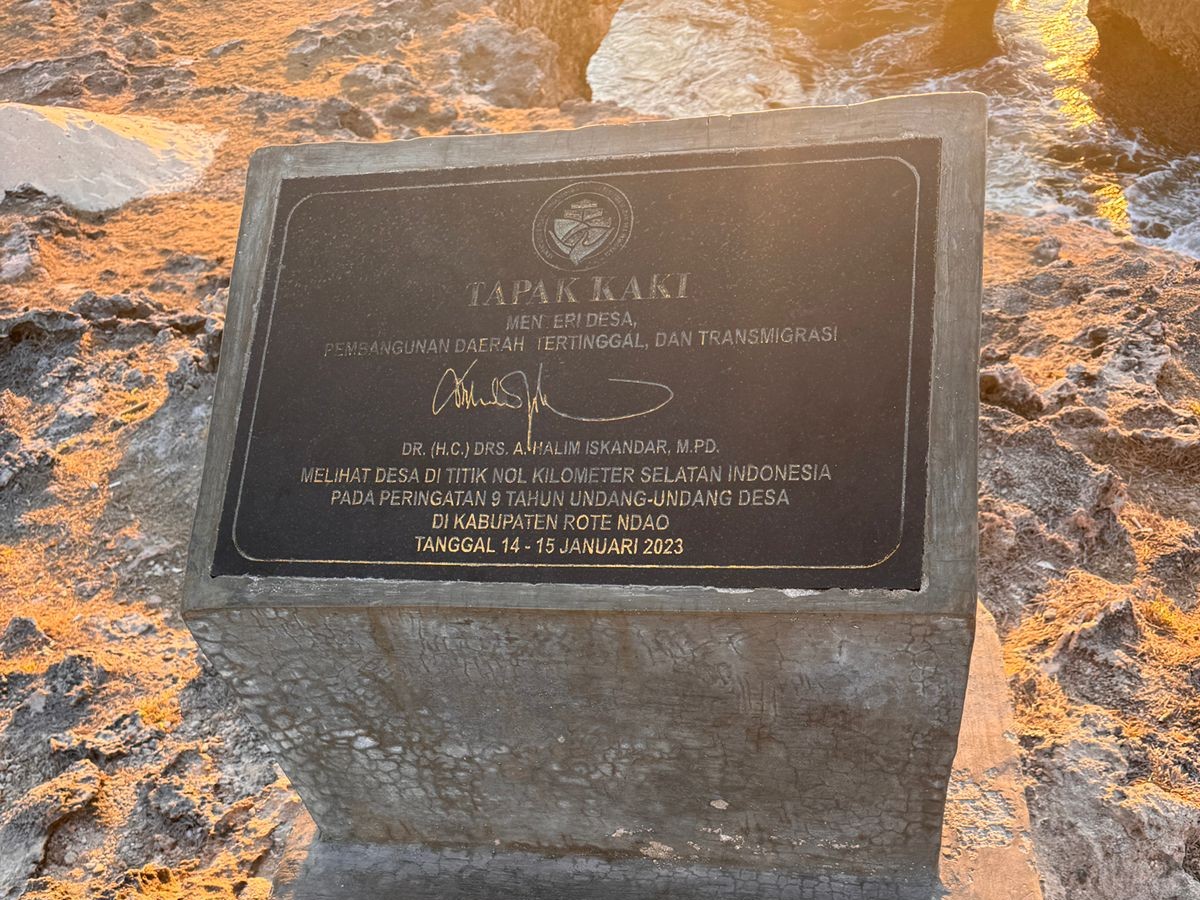 TAPAK KAKI
MENTERI DESA,
PEMBANGUNAN DAERAH TERTINGGAL, DAN TRANSMIGRASI
DR. (H.C.) DRS. A. HALIM ISKANDAR, M.PD.
MELIHAT DESA DI TITIK NOL KILOMETER SELATAN INDONESIA
PADA PERINGATAN 9 TAHUN UNDANG-UNDANG DESA
DI KABUPATEN ROTE NDAO
TANGGAL 14 - 15 JANUARI 2023